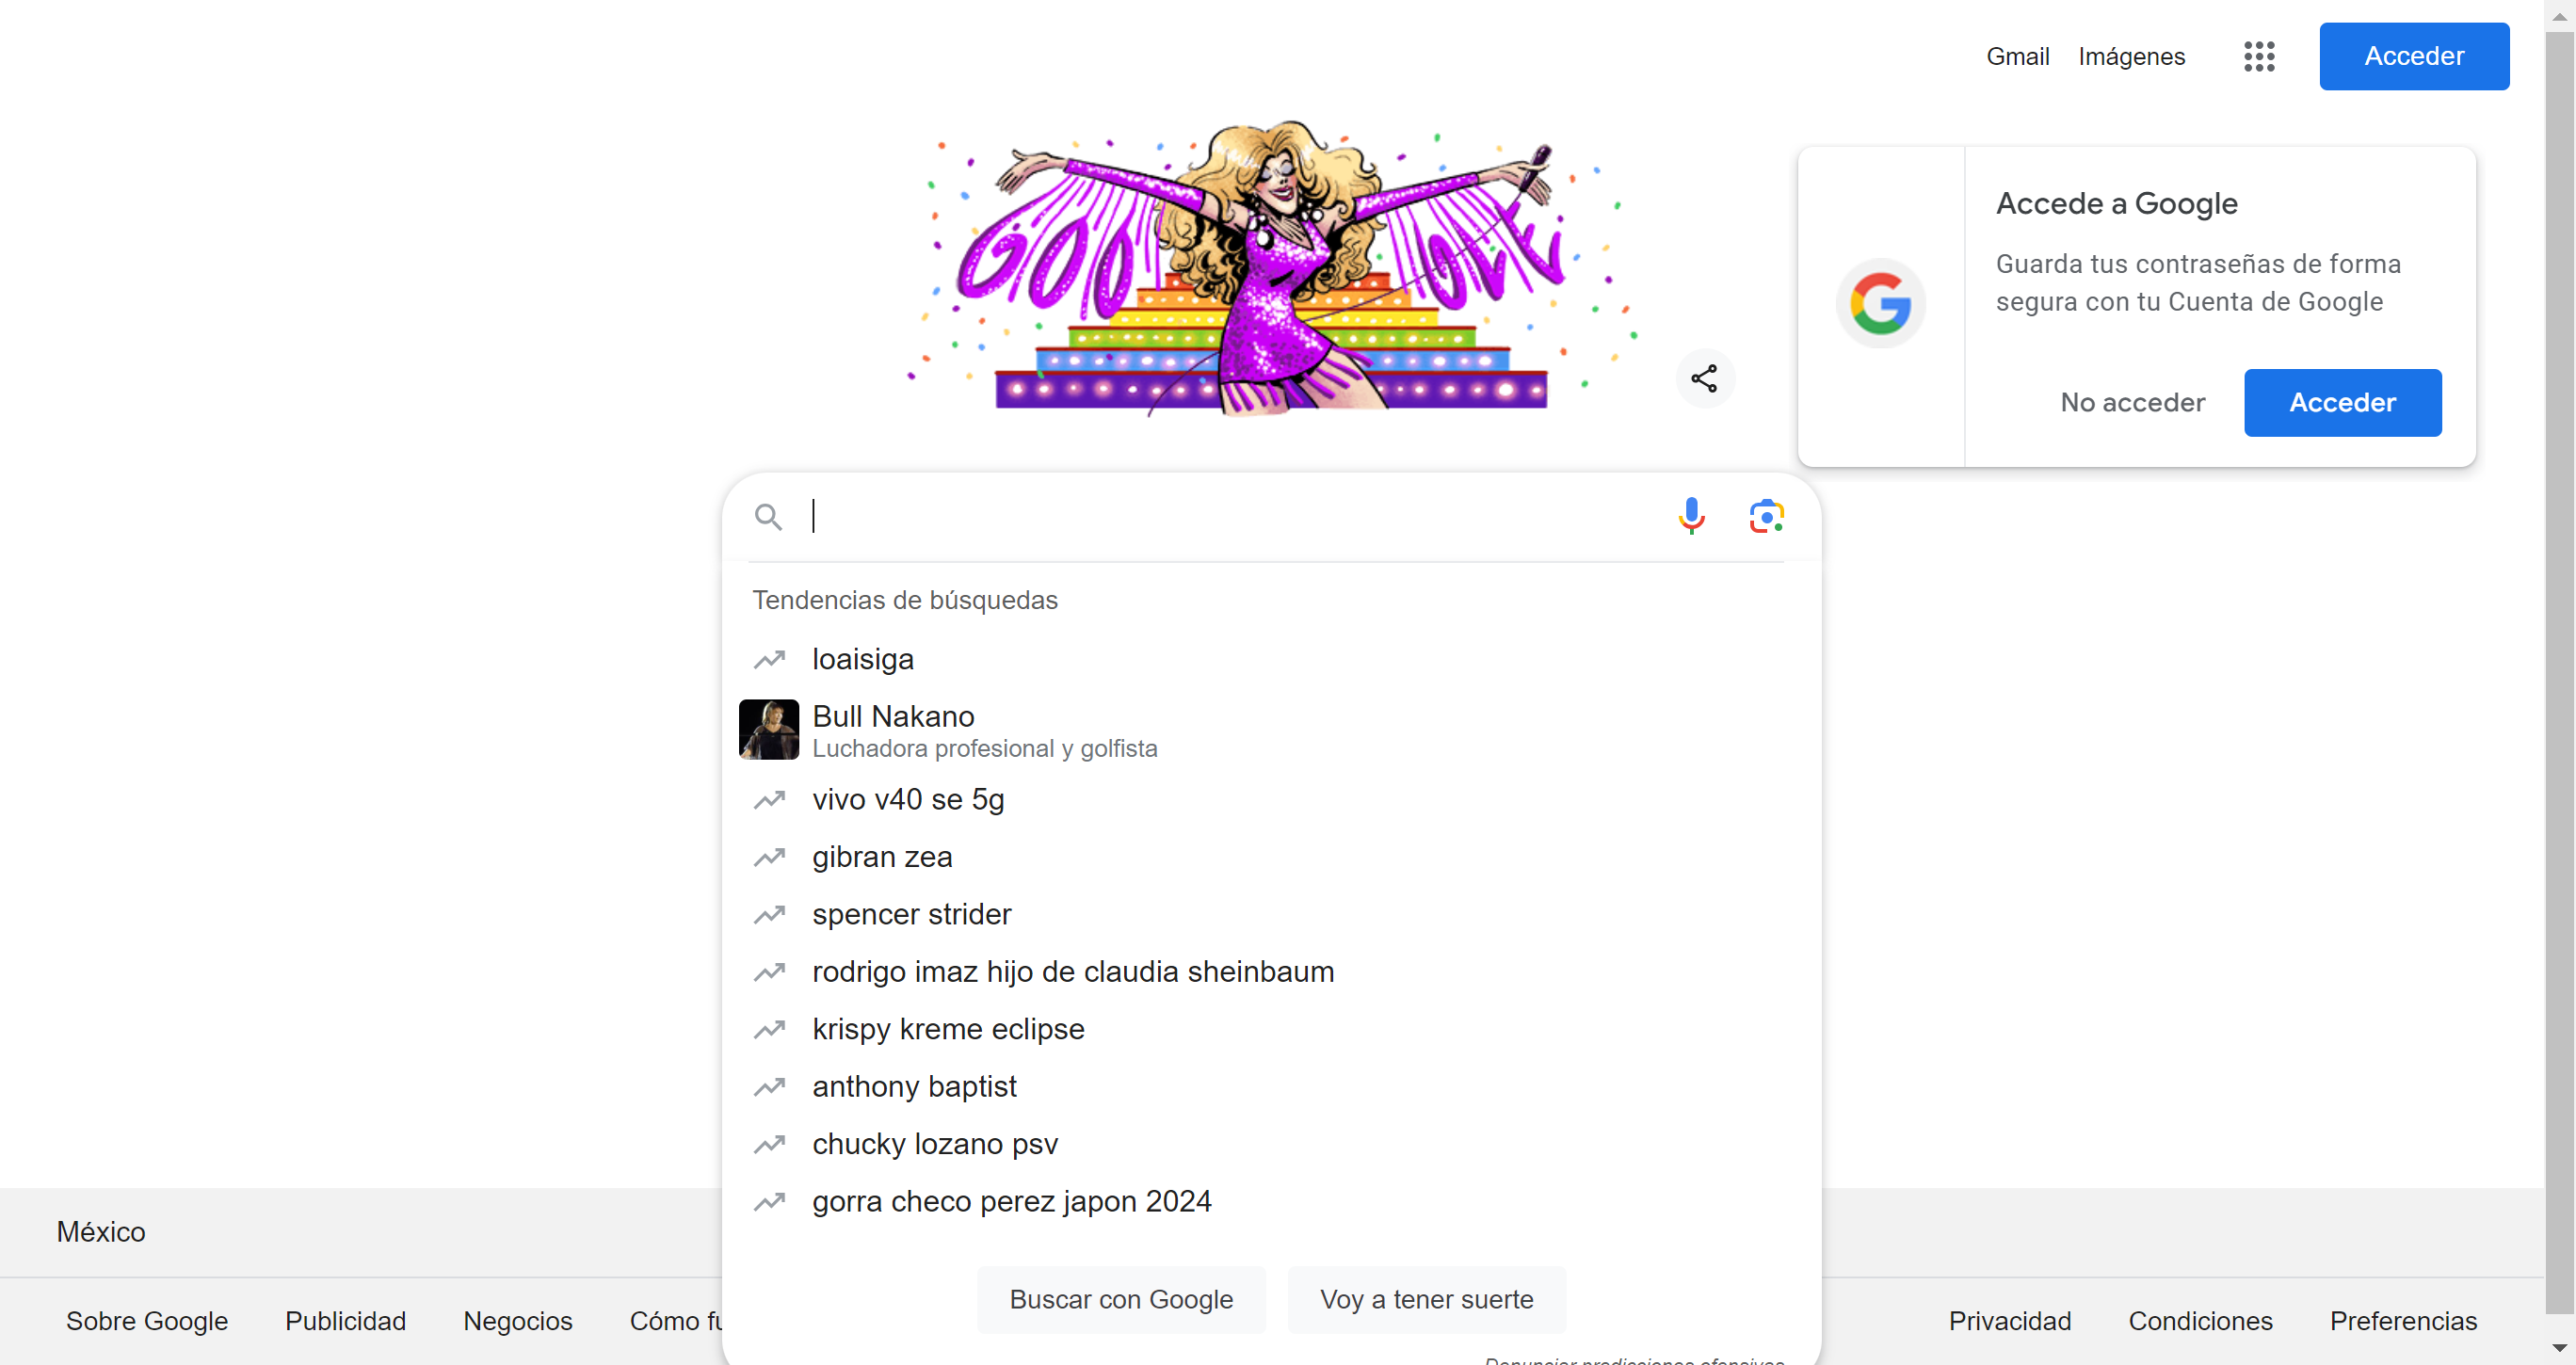 Gmail
Imágenes
Acceder
GOOGLE
Accede a Google
Guarda tus contraseñas de forma
segura con tu Cuenta de Google
No acceder
Acceder
Tendencias de búsquedas
loaisiga
Bull Nakano
Luchadora profesional y golfista
vivo v40 se 5g
gibran zea
spencer strider
rodrigo imaz hijo de claudia sheinbaum
krispy kreme eclipse
anthony baptist
chucky lozano psv
gorra checo perez japon 2024
Buscar con Google
Voy a tener suerte
México
Sobre Google
Publicidad
Negocios
Cómo
Privacidad
Condiciones
Preferencias